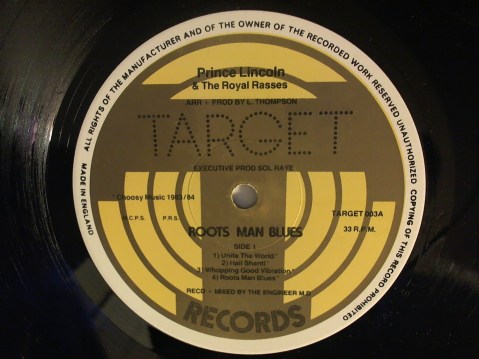 ALL RIGHTS OF THE MANUFACTURER AND OF THE OWNER OF THE RECORDED WORK RESERVED UNAUTHORIZED COPYING OF THIS RECORD PROHIBITED
MADE IN ENGLAND
Prince Lincoln
& The Royal Rasses
ARR • PROD BY L. THOMPSON
TARGET
EXECUTIVE PROD SOL RAYE
Choosy Music 1983/84
M.C.P.S. P.R.S.
TARGET 003A
33 R.P.M.
ROOTS MAN BLUES
SIDE 1
1) Unite The World
2) Hail Shanti
3) Whopping Good Vibration
4) Roots Man Blues
RECD • MIXED BY THE ENGINEER M.B.
RECORDS